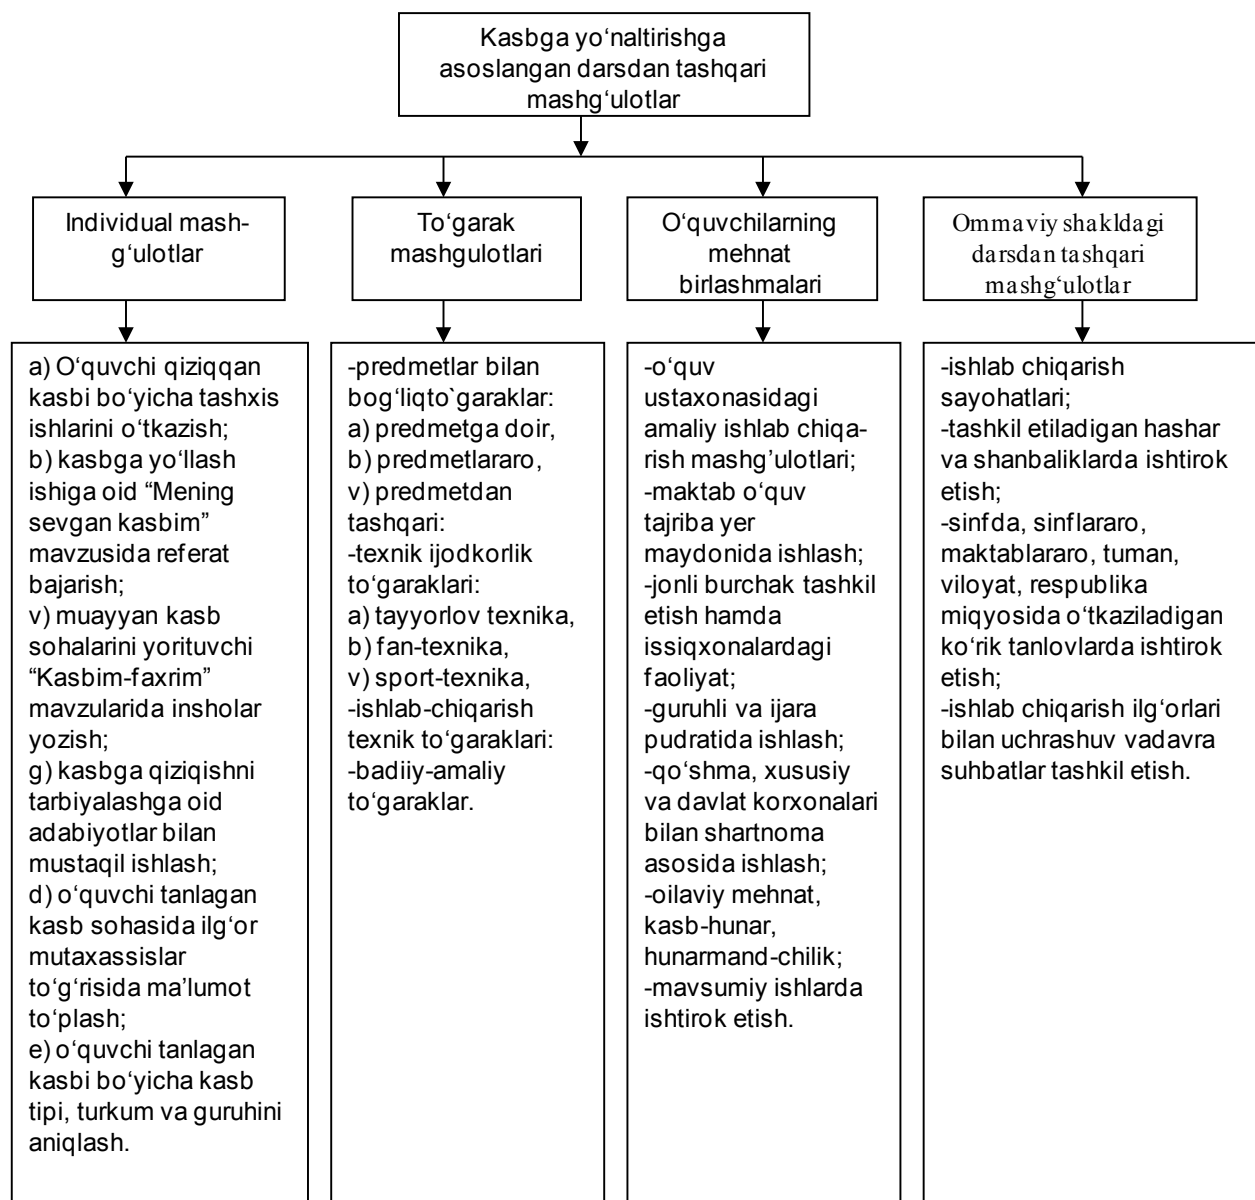 Kasbga yo‘naltirishga
asoslangan darsdan tashqari
mashg‘ulotlar
Individual mash-
g‘ulotlar
a) O‘quvchi qiziqqan
kasbi bo‘yicha tashxis
ishlarini o‘tkazish;
b) kasbga yo‘llash
ishiga oid “Mening
sevgan kasbim”
mavzusida referat
bajarish;
v) muayyan kasb
sohalarini yorituvchi
“Kasbim-faxrim”
mavzularida insholar
yozish;
g) kasbga qiziqishni
tarbiyalashga oid
adabiyotlar bilan
mustaqil ishlash;
d) o‘quvchi tanlagan
kasb sohasida ilg‘or
mutaxassislar
to‘g‘risida ma’lumot
to‘plash;
e) o‘quvchi tanlagan
kasbi bo‘yicha kasb
tipi, turkum va guruhini
aniqlash.
To‘garak
mashgulotlari
-predmetlar bilan
bog‘liqto`garaklar:
a) predmetga doir,
b) predmetlararo,
v) predmetdan
tashqari:
-texnik ijodkorlik
to‘garaklari:
a) tayyorlov texnika,
b) fan-texnika,
v) sport-texnika,
-ishlab-chiqarish
texnik to‘garaklari:
-badiiy-amaliy
to‘garaklar.
O‘quvchilarning
mehnat
birlashmalari
-o‘quv
ustaxonasidagi
amaliy ishlab chiqa-
rish mashg’ulotlari;
-maktab o‘quv
tajriba yer
maydonida ishlash;
-jonli burchak tashkil
etish hamda
issiqxonalardagi
faoliyat;
-guruhli va ijara
pudratida ishlash;
-qo‘shma, xususiy
va davlat korxonalari
bilan shartnoma
asosida ishlash;
-oilaviy mehnat,
kasb-hunar,
hunarmand-chilik;
-mavsumiy ishlarda
ishtirok etish.
Ommaviy shakldagi
darsdan tashqari
mashg‘ulotlar
-ishlab chiqarish
sayohatlari;
-tashkil etiladigan hashar
va shanbaliklarda ishtirok
etish;
-sinfda, sinflararo,
maktablararo, tuman,
viloyat, respublika
miqyosida o‘tkaziladigan
ko‘rik tanlovlarda ishtirok
etish;
-ishlab chiqarish ilg‘orlari
bilan uchrashuv vadavra
suhbatlar tashkil etish.